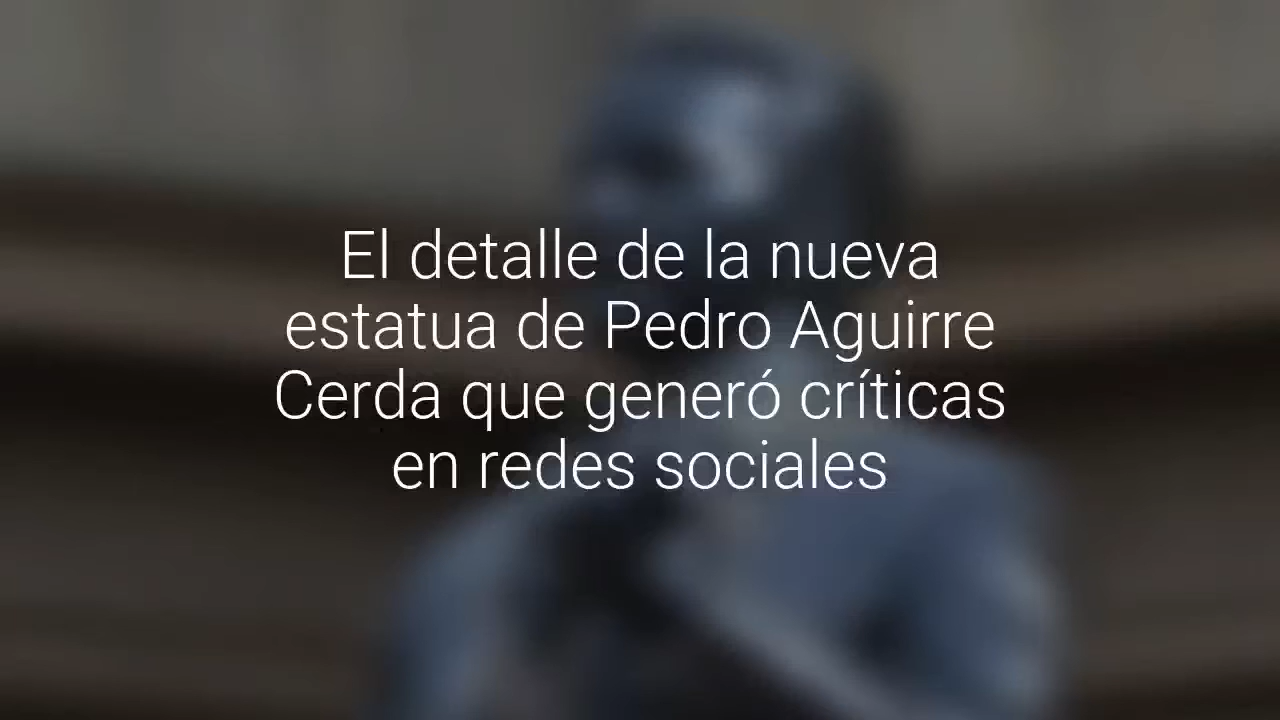 El detalle de la nueva
estatua de Pedro Aguirre
Cerda que generó críticas
en redes sociales